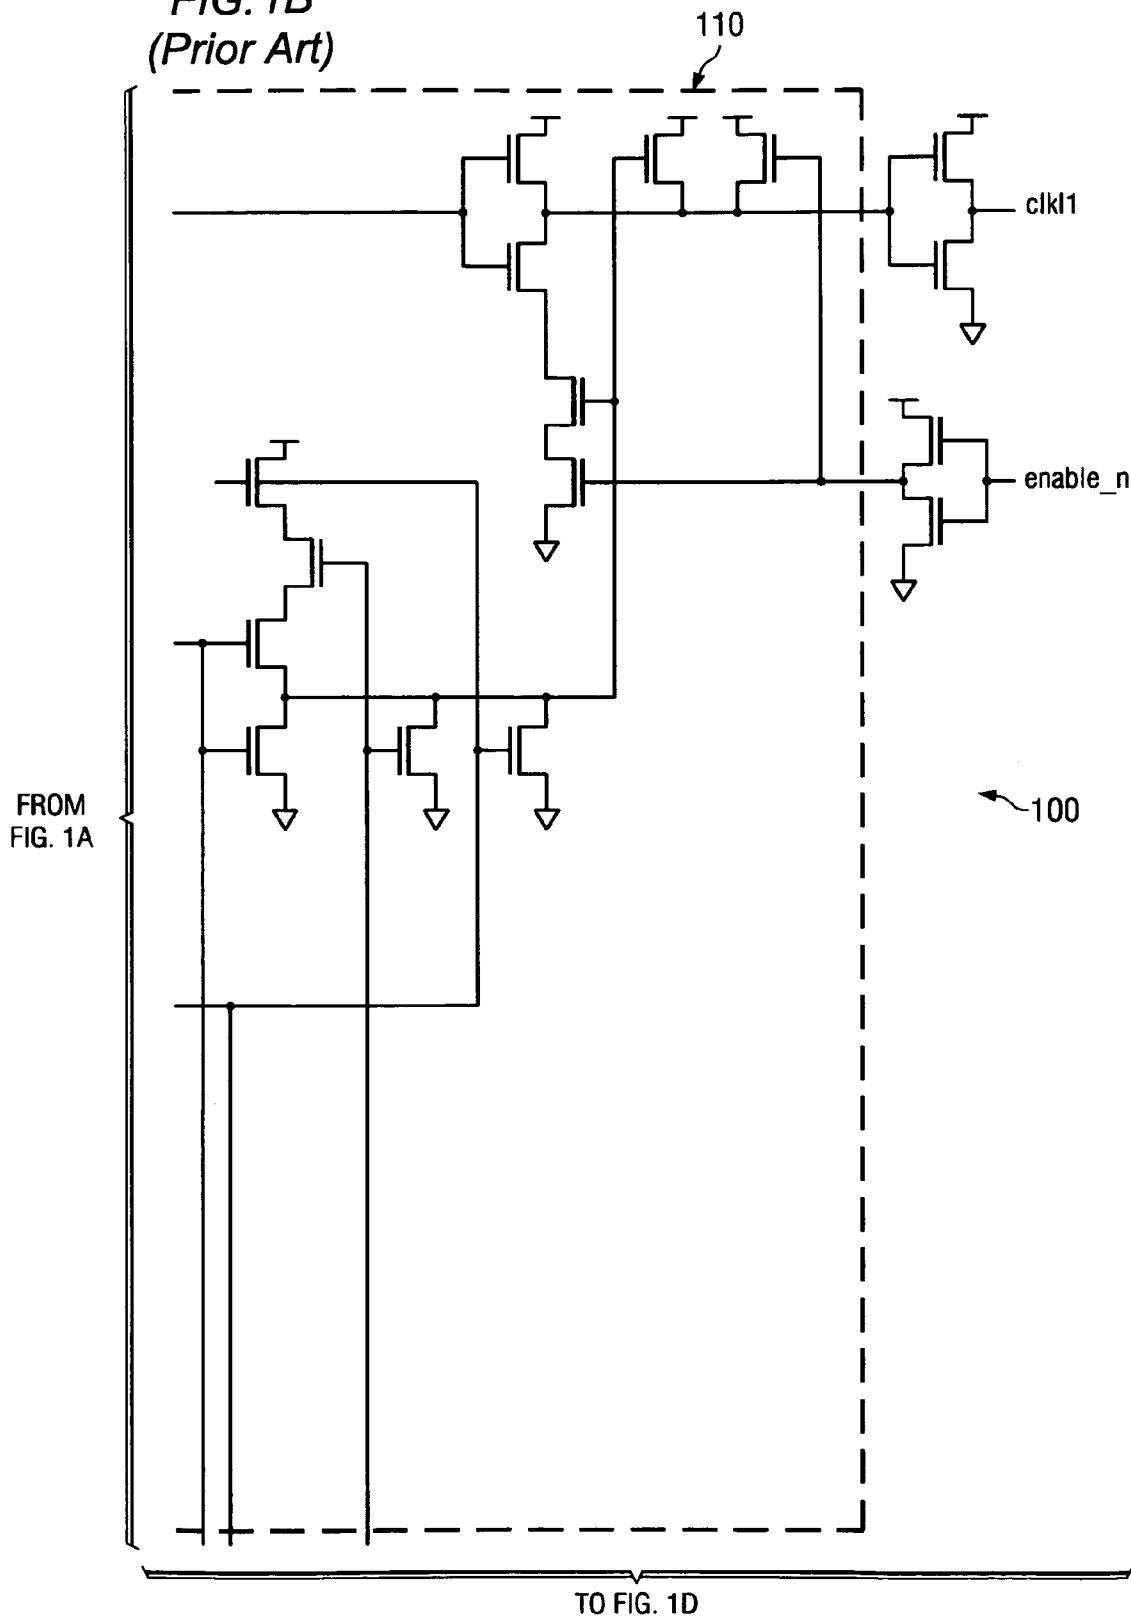 FIG. 1B
(Prior Art)
110
clkl1
enable_n
FROM
FIG. 1A
100
TO FIG. 1D